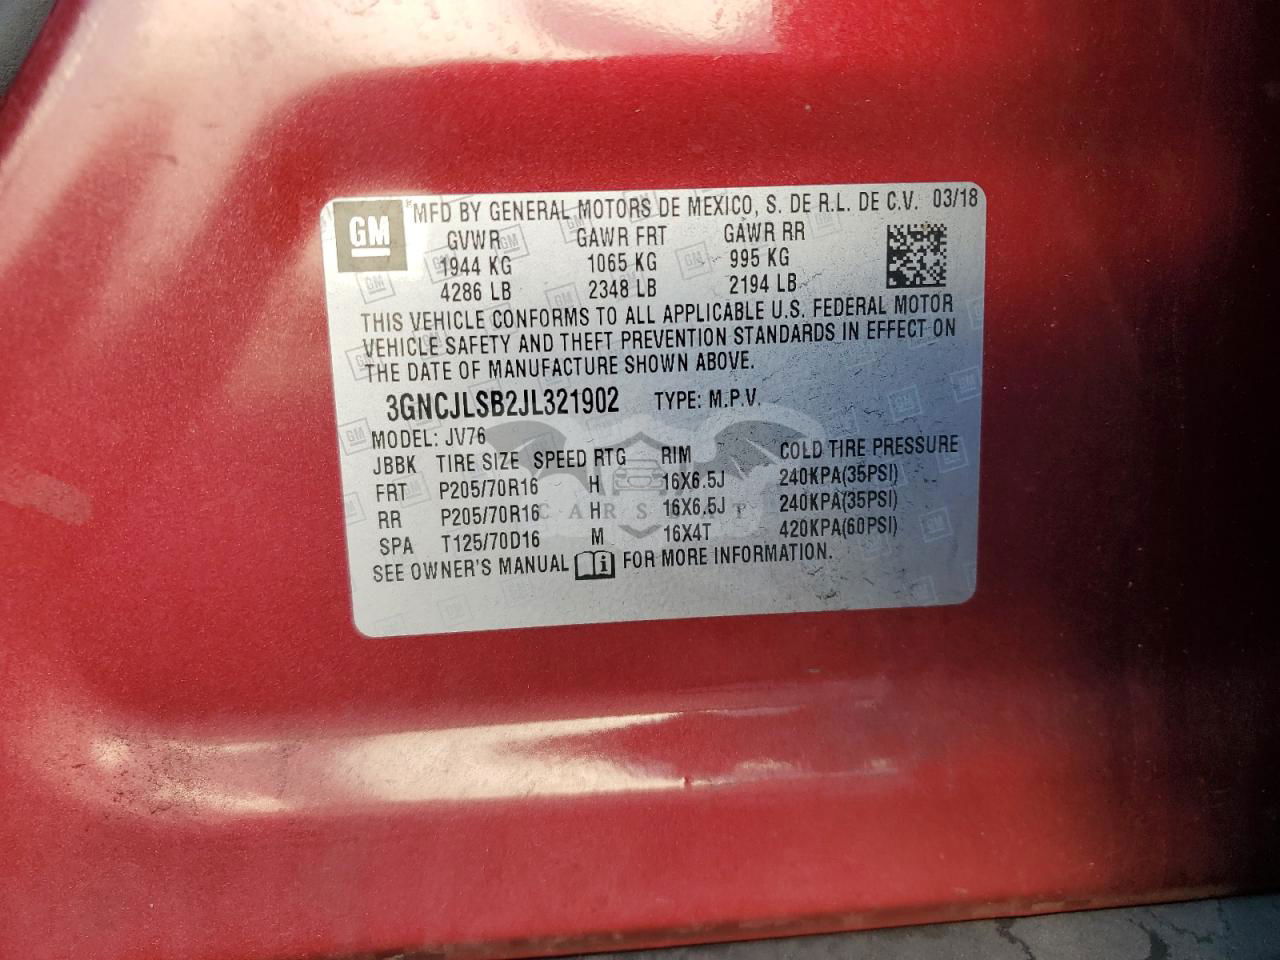 GM MFD BY GENERAL MOTORS DE MEXICO, S. DE R.L. DE C.V. 03/18
GVWR GAWR FRT GAWR RR
1944 KG 1065 KG 995 KG
4286 LB 2348 LB 2194 LB
THIS VEHICLE CONFORMS TO ALL APPLICABLE U.S. FEDERAL MOTOR
VEHICLE SAFETY AND THEFT PREVENTION STANDARDS IN EFFECT ON
THE DATE OF MANUFACTURE SHOWN ABOVE.
3GNCJLSB2JL321902 TYPE: M.P.V.
MODEL: JV76
JBBK TIRE SIZE SPEED RTG RIM COLD TIRE PRESSURE
FRT P205/70R16 H 16X6.5J 240KPA(35PSI)
RR P205/70R16 H 16X6.5J 240KPA(35PSI)
SPA T125/70D16 M 16X4T 420KPA(60PSI)
SEE OWNER'S MANUAL FOR MORE INFORMATION.